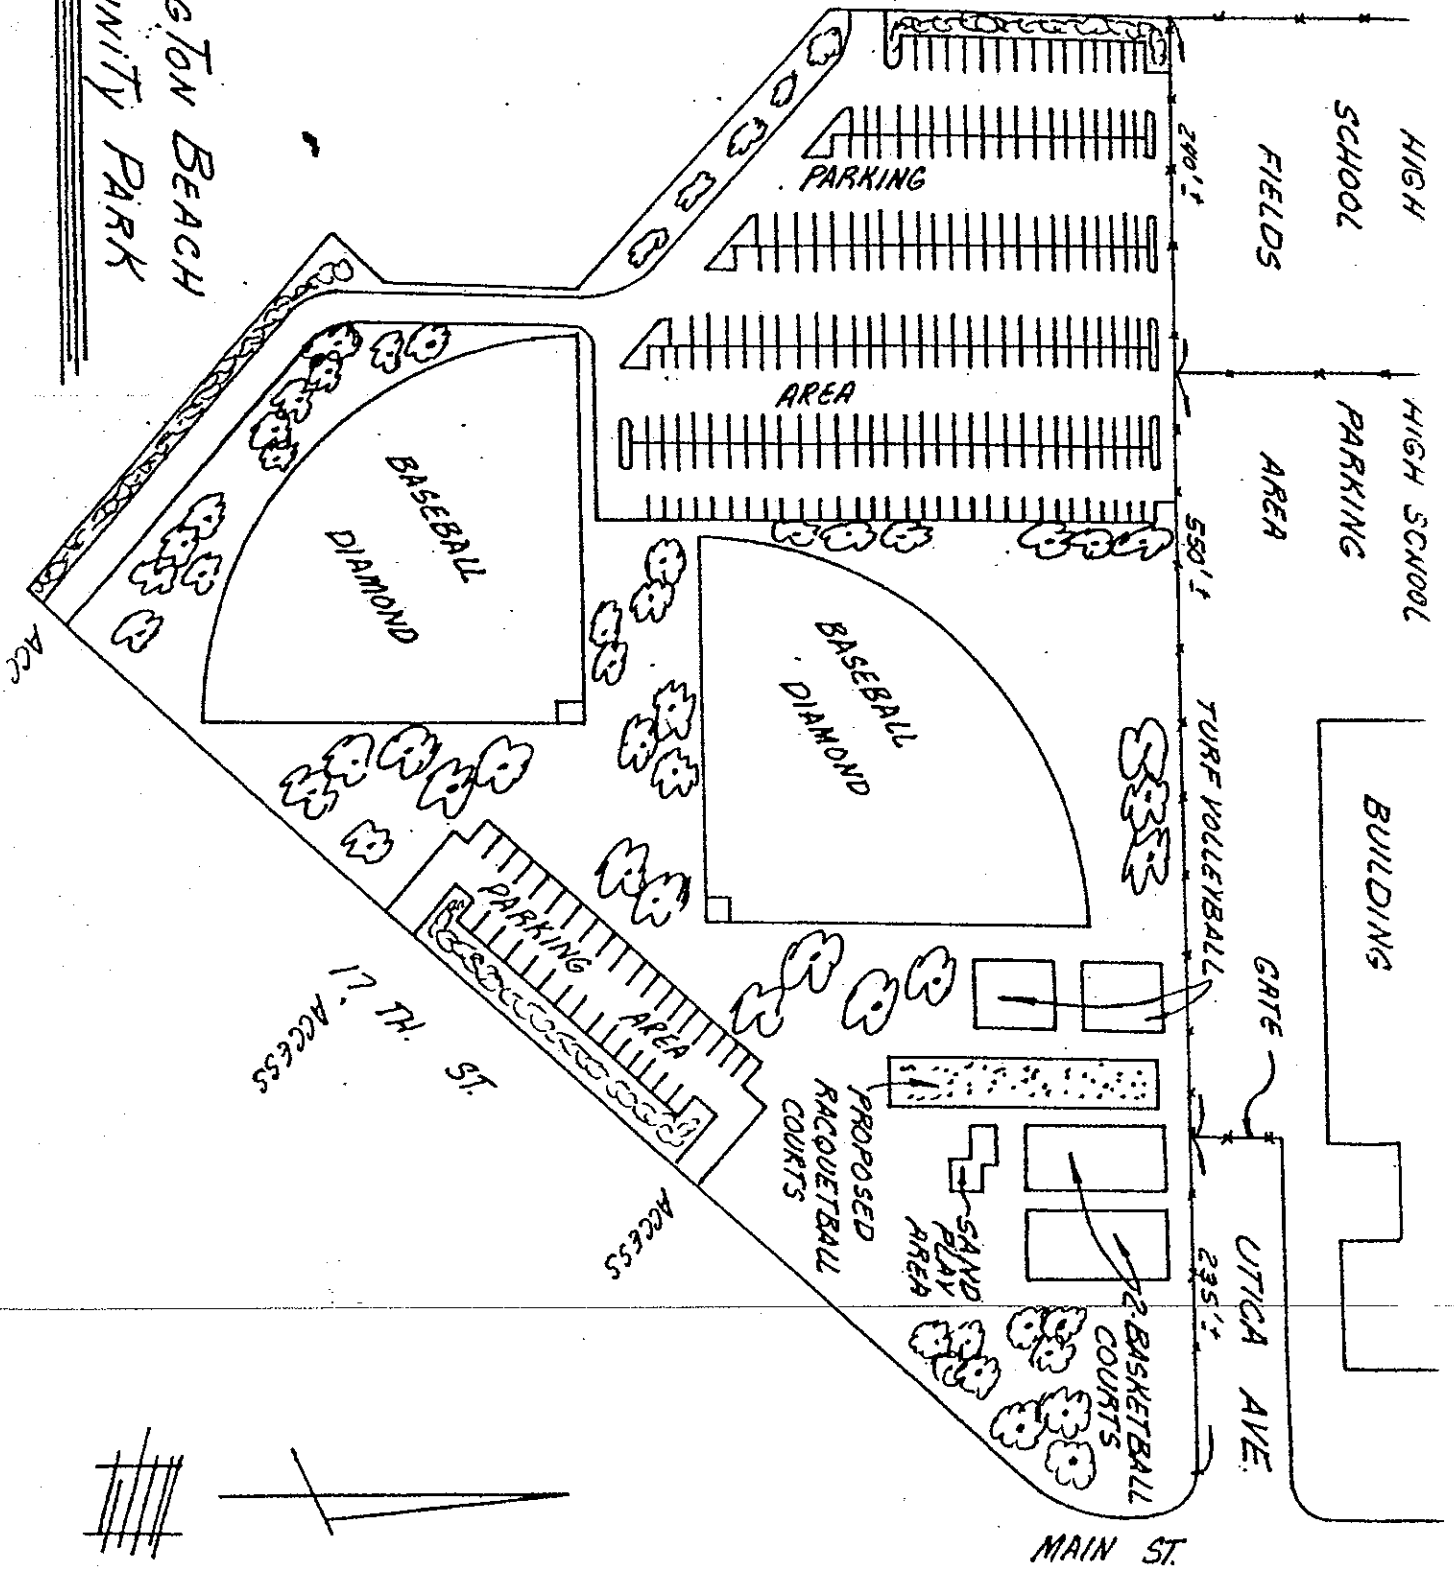 GTON BEACH
UNITY PARK
HIGH
SCHOOL
FIELDS
HIGH SCHOOL
PARKING
AREA
BUILDING
240'±
550'±
235'±
PARKING
AREA
BASEBALL
DIAMOND
BASEBALL
DIAMOND
TURF VOLLEYBALL
GATE
UTICA AVE.
PARKING
AREA
17 TH. ST.
ACCESS
ACCESS
ACC
PROPOSED
RACQUETBALL
COURTS
SAND
PLAY
AREA
2-BASKETBALL
COURTS
MAIN ST.